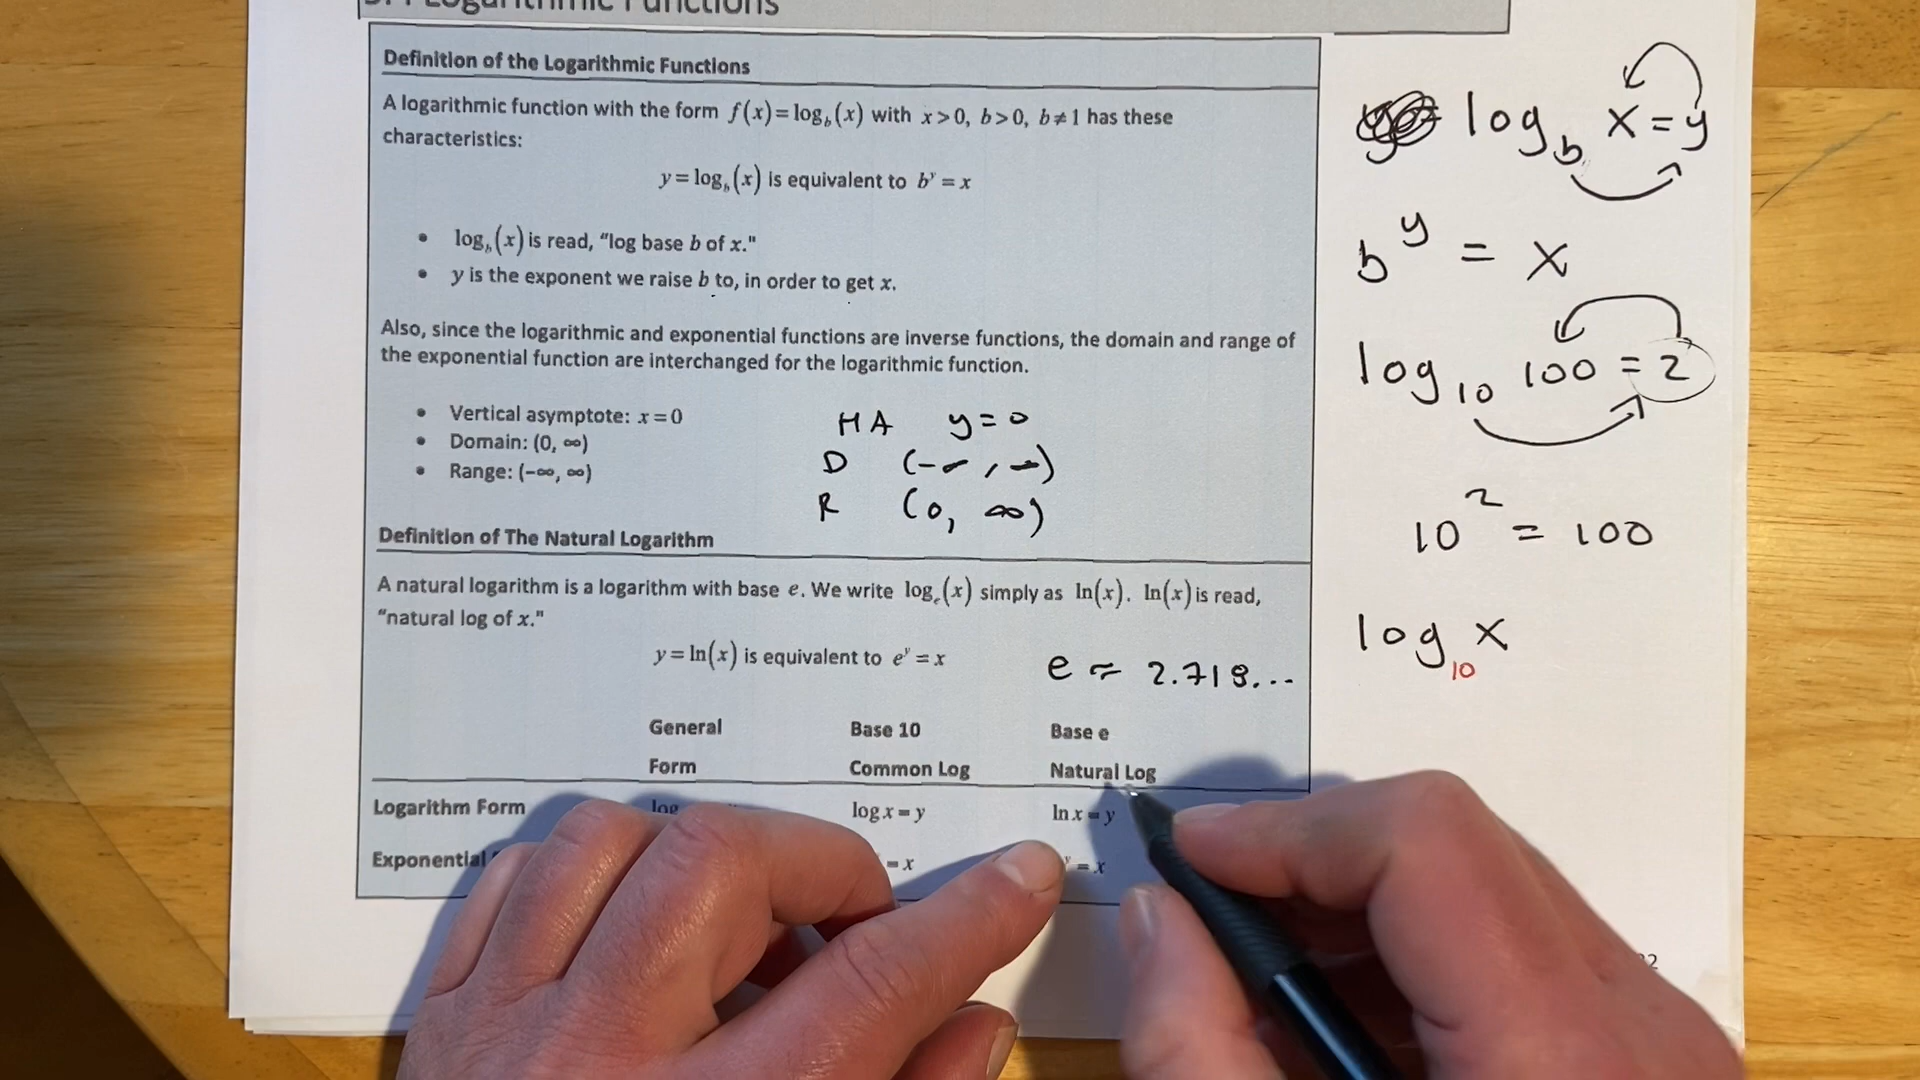 Logarithmic Functions
Definition of the Logarithmic Functions
A logarithmic function with the form f(x)=log_b(x) with x>0, b>0, b≠1 has these
characteristics:
y=log_b(x) is equivalent to b^y = x
• log_b(x) is read, "log base b of x."
• y is the exponent we raise b to, in order to get x.
Also, since the logarithmic and exponential functions are inverse functions, the domain and range of
the exponential function are interchanged for the logarithmic function.
• Vertical asymptote: x=0
• Domain: (0, ∞)
• Range: (-∞, ∞)
HA y=0
D (-∞, ∞)
R (0, ∞)
Definition of The Natural Logarithm
A natural logarithm is a logarithm with base e. We write log_e(x) simply as ln(x). ln(x) is read,
"natural log of x."
y=ln(x) is equivalent to e^y = x
e ≈ 2.718...
General Form
Base 10 Common Log
Base e Natural Log
Logarithm Form log log x = y ln x = y
Exponential = x ^y = x
log_b x = y
b^y = x
log_10 100 = 2
10^2 = 100
log_10 x
2